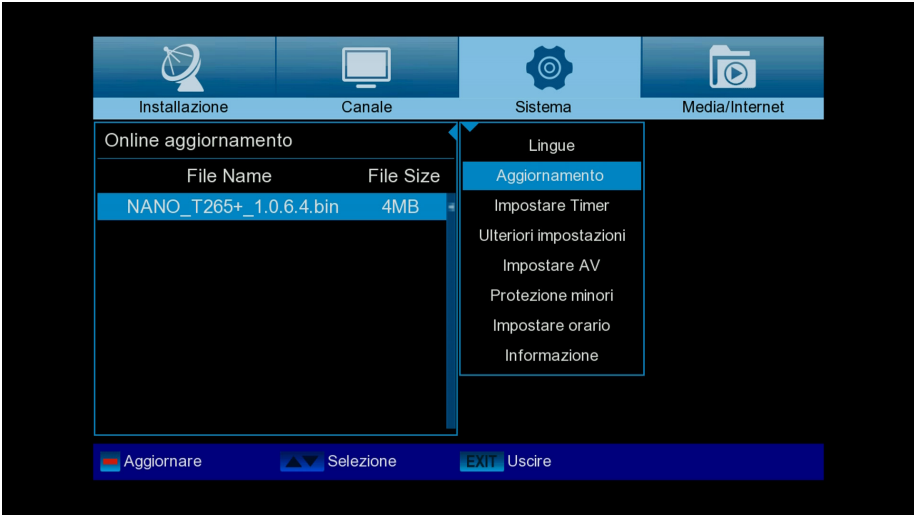 Installazione Canale Sistema Media/Internet
Online aggiornamento
File Name File Size
NANO_T265+_1.0.6.4.bin 4MB
Lingue
Aggiornamento
Impostare Timer
Ulteriori impostazioni
Impostare AV
Protezione minori
Impostare orario
Informazione
Aggiornare Selezione EXIT Uscire